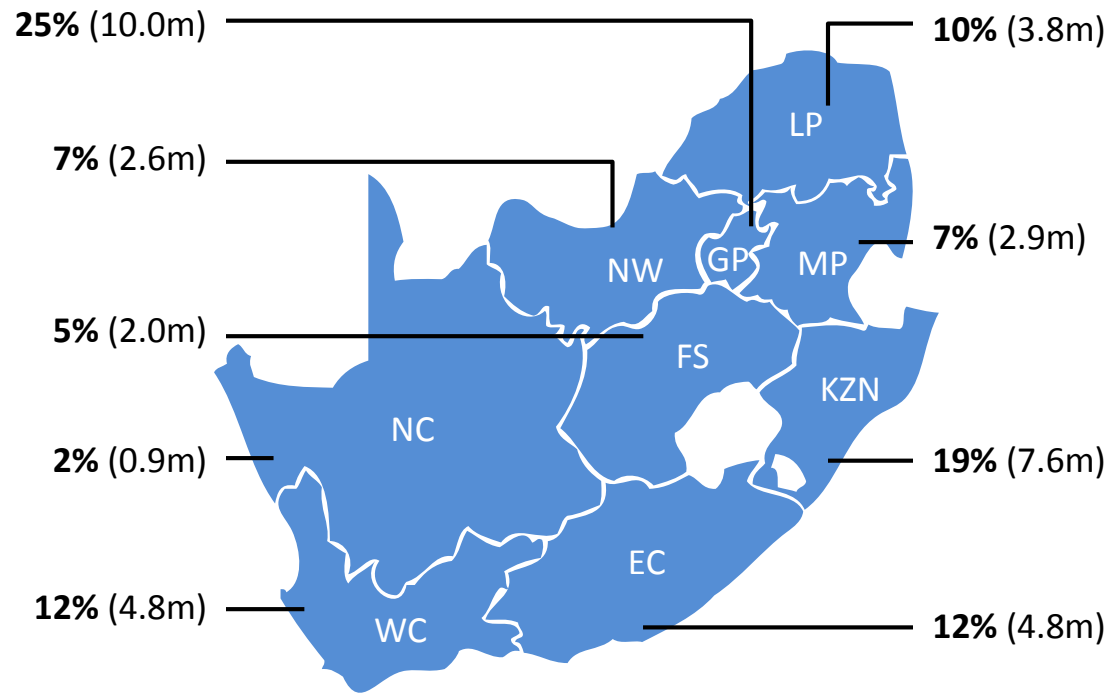 25% (10.0m)
10% (3.8m)
LP
7% (2.6m)
7% (2.9m)
GP
MP
NW
5% (2.0m)
FS
KZN
NC
2% (0.9m)
19% (7.6m)
EC
12% (4.8m)
WC
12% (4.8m)